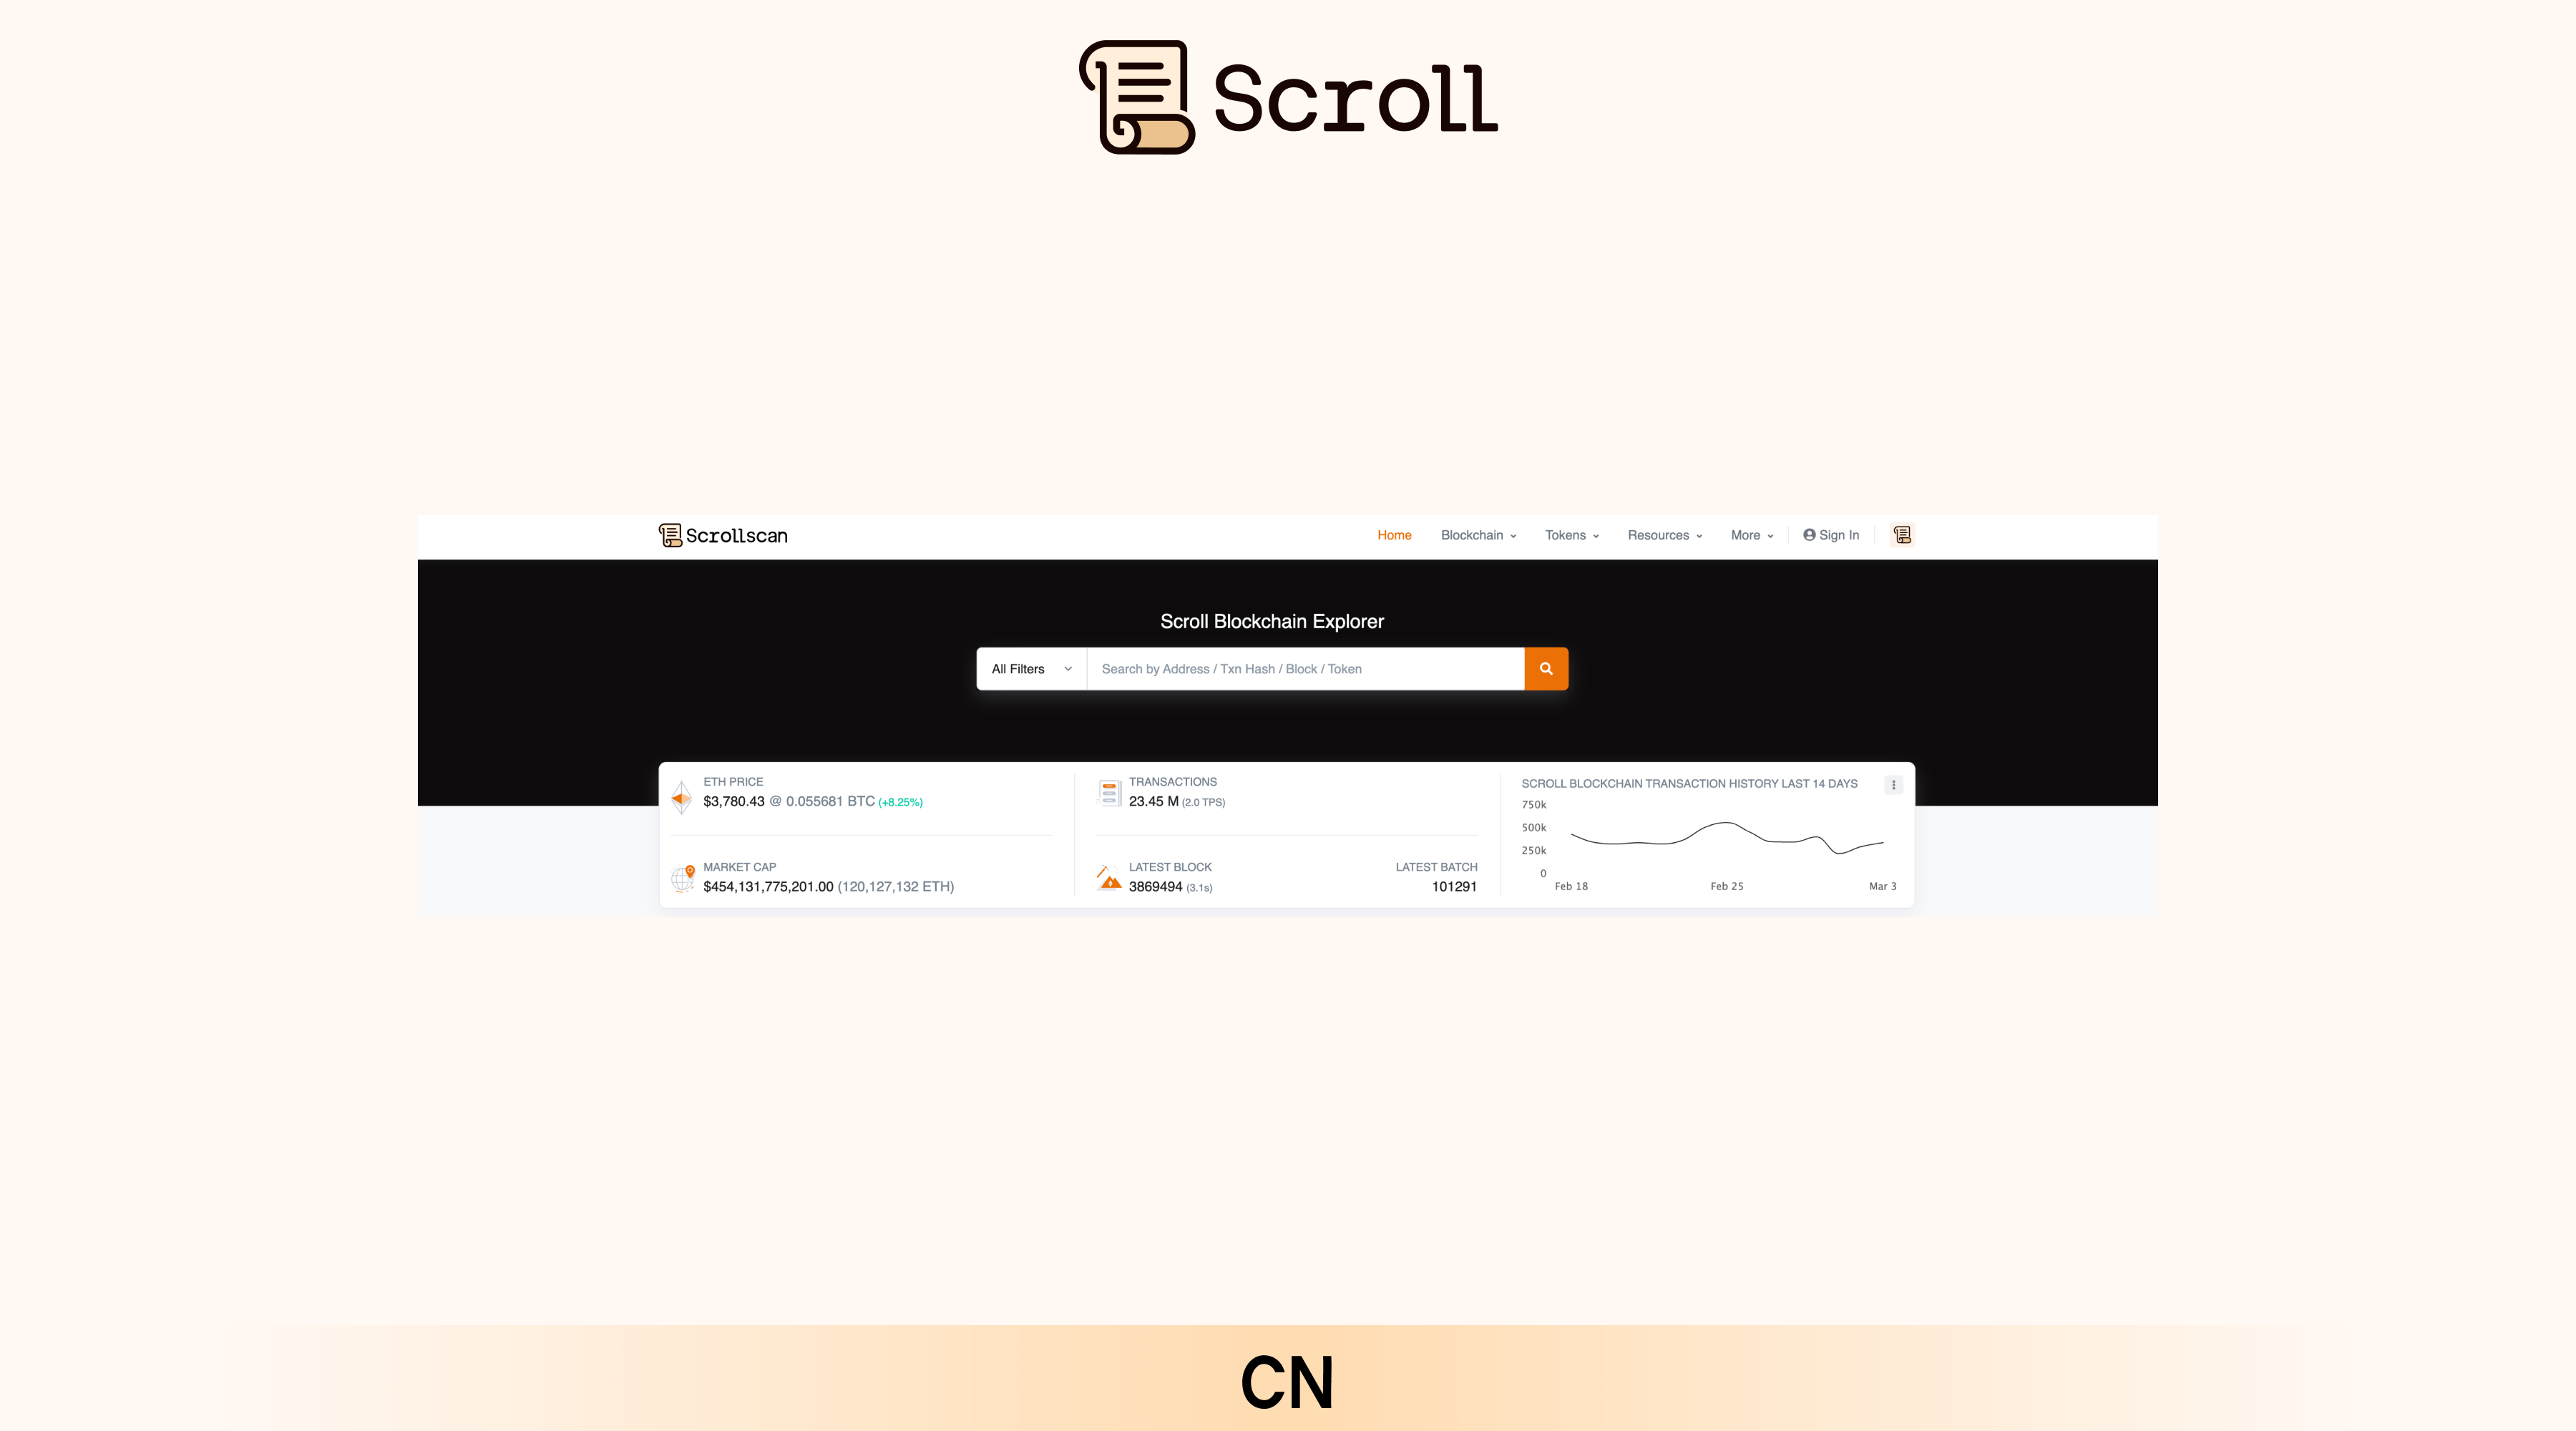 Scroll
Scrollscan
Home Blockchain Tokens Resources More Sign In
Scroll Blockchain Explorer
All Filters Search by Address / Txn Hash / Block / Token
ETH PRICE
$3,780.43 @ 0.055681 BTC (+8.25%)
MARKET CAP
$454,131,775,201.00 (120,127,132 ETH)
TRANSACTIONS
23.45 M (2.0 TPS)
LATEST BLOCK
3869494 (3.1s)
LATEST BATCH
101291
SCROLL BLOCKCHAIN TRANSACTION HISTORY LAST 14 DAYS
750k
500k
250k
0
Feb 18 Feb 25 Mar 3
CN